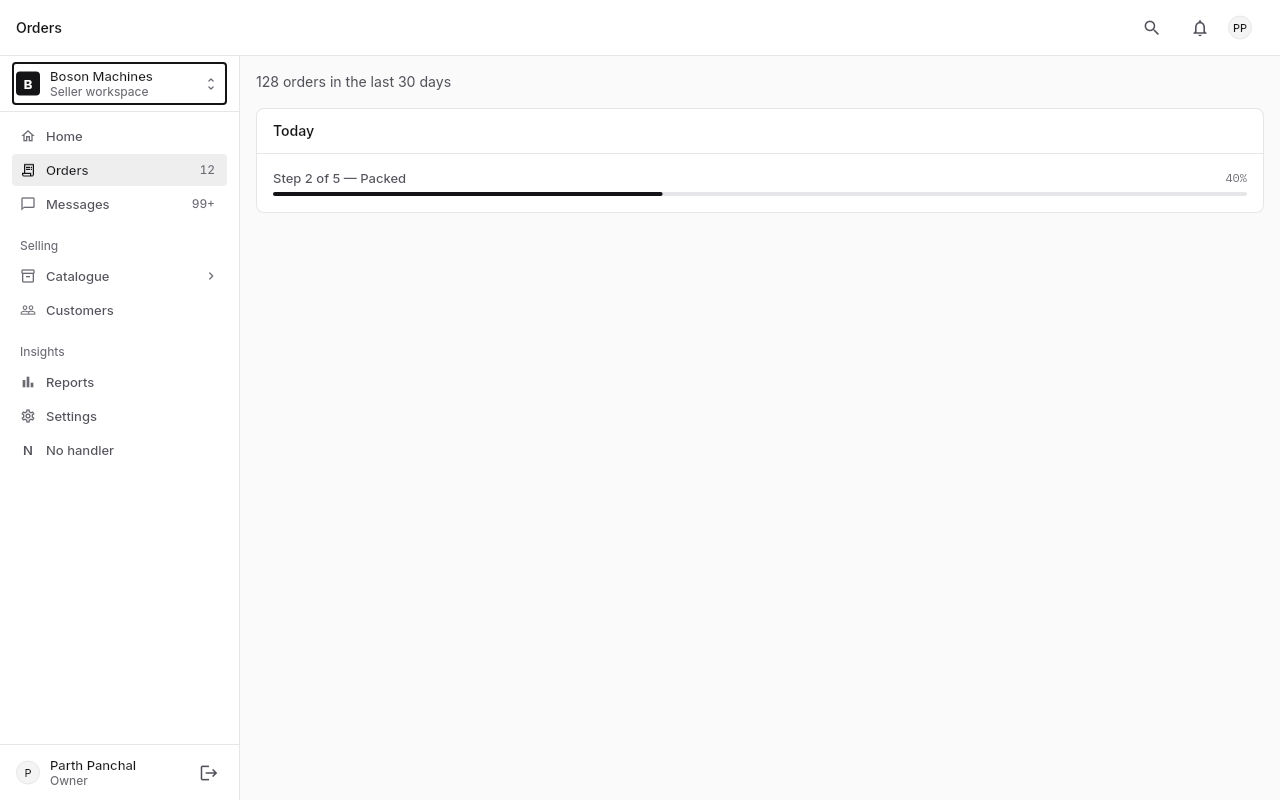 Orders
PP
B
Boson Machines
Seller workspace
Home
Orders 12
Messages 99+
Selling
Catalogue
Customers
Insights
Reports
Settings
N No handler
Parth Panchal
P
Owner
128 orders in the last 30 days
Today
Step 2 of 5 — Packed 40%